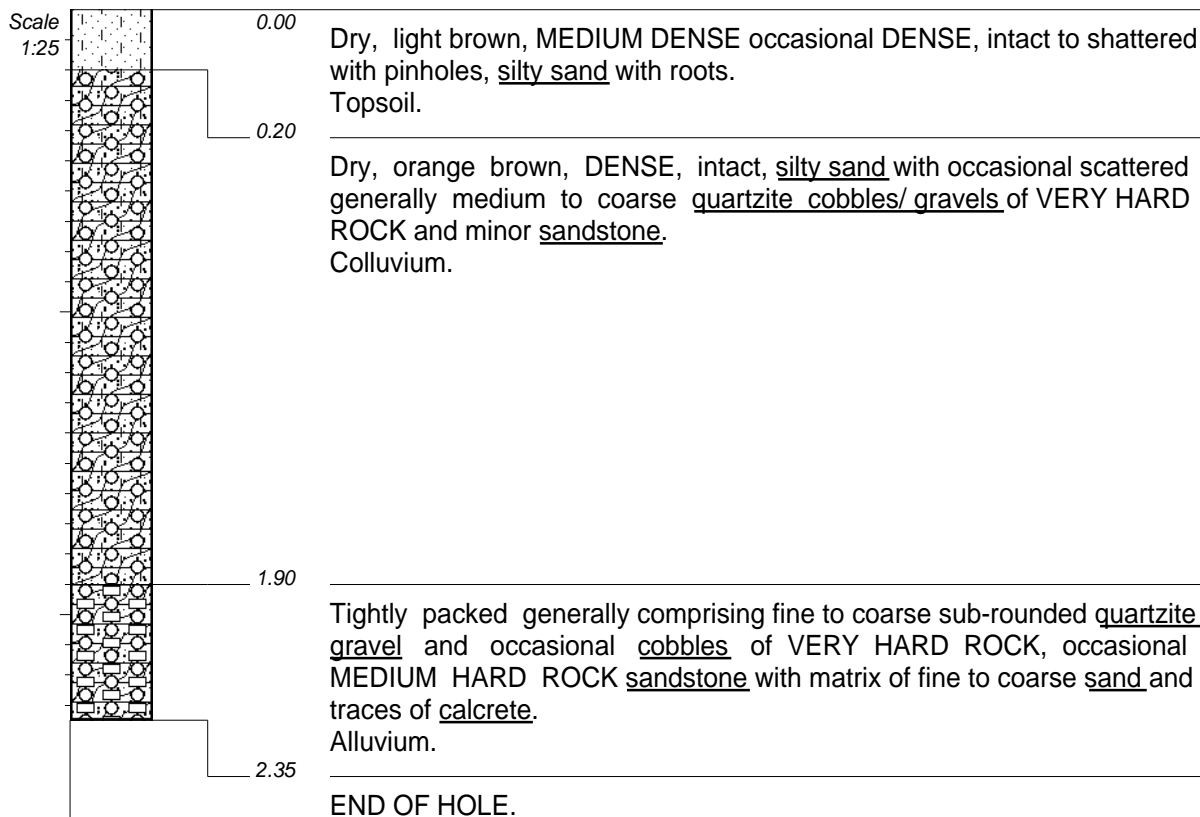 Scale
1:25
0.00
Dry, light brown, MEDIUM DENSE occasional DENSE, intact to shattered
with pinholes, silty sand with roots.
Topsoil.
0.20
Dry, orange brown, DENSE, intact, silty sand with occasional scattered
generally medium to coarse quartzite cobbles/ gravels of VERY HARD
ROCK and minor sandstone.
Colluvium.
1.90
Tightly packed generally comprising fine to coarse sub-rounded quartzite
gravel and occasional cobbles of VERY HARD ROCK, occasional
MEDIUM HARD ROCK sandstone with matrix of fine to coarse sand and
traces of calcrete.
Alluvium.
2.35
END OF HOLE.